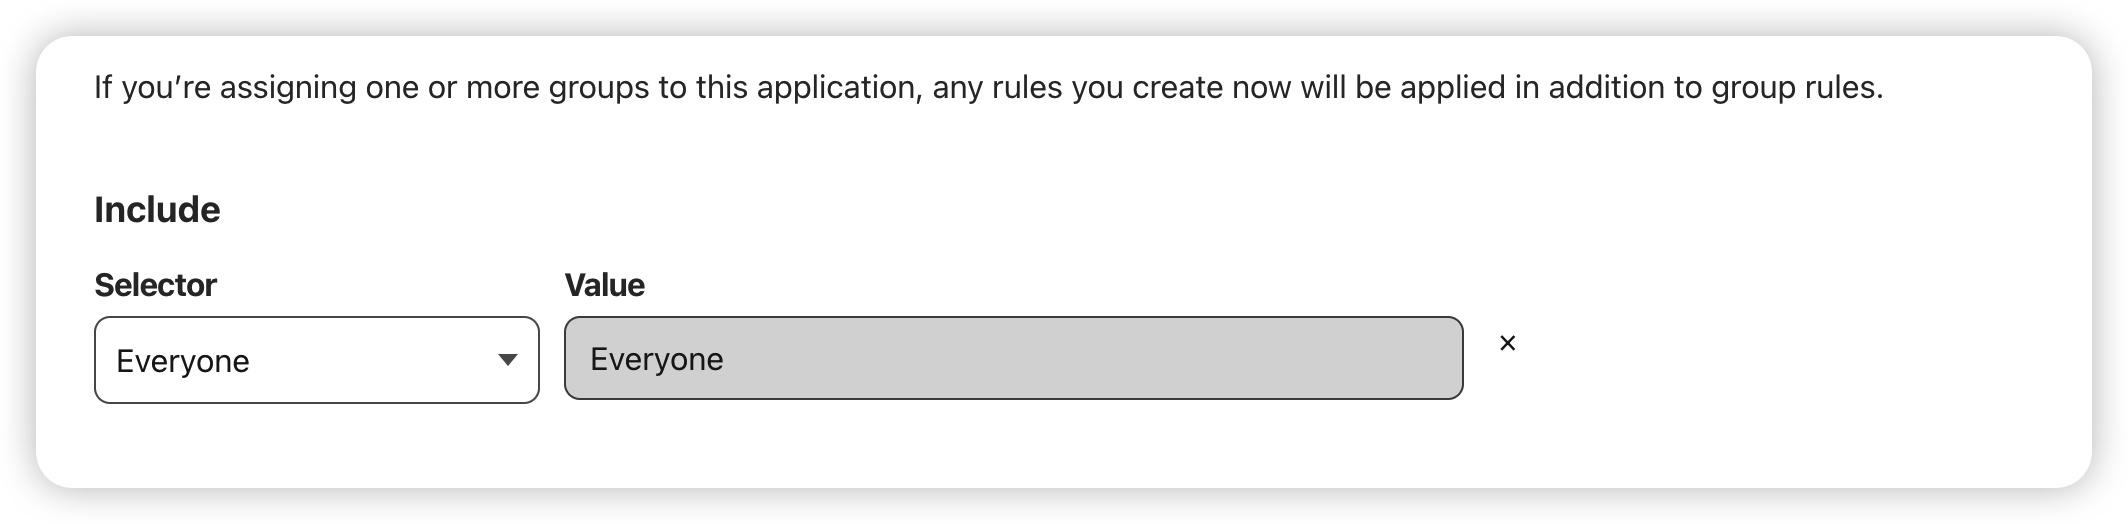 If you’re assigning one or more groups to this application, any rules you create now will be applied in addition to group rules.
Include
Selector Value
Everyone Everyone ×